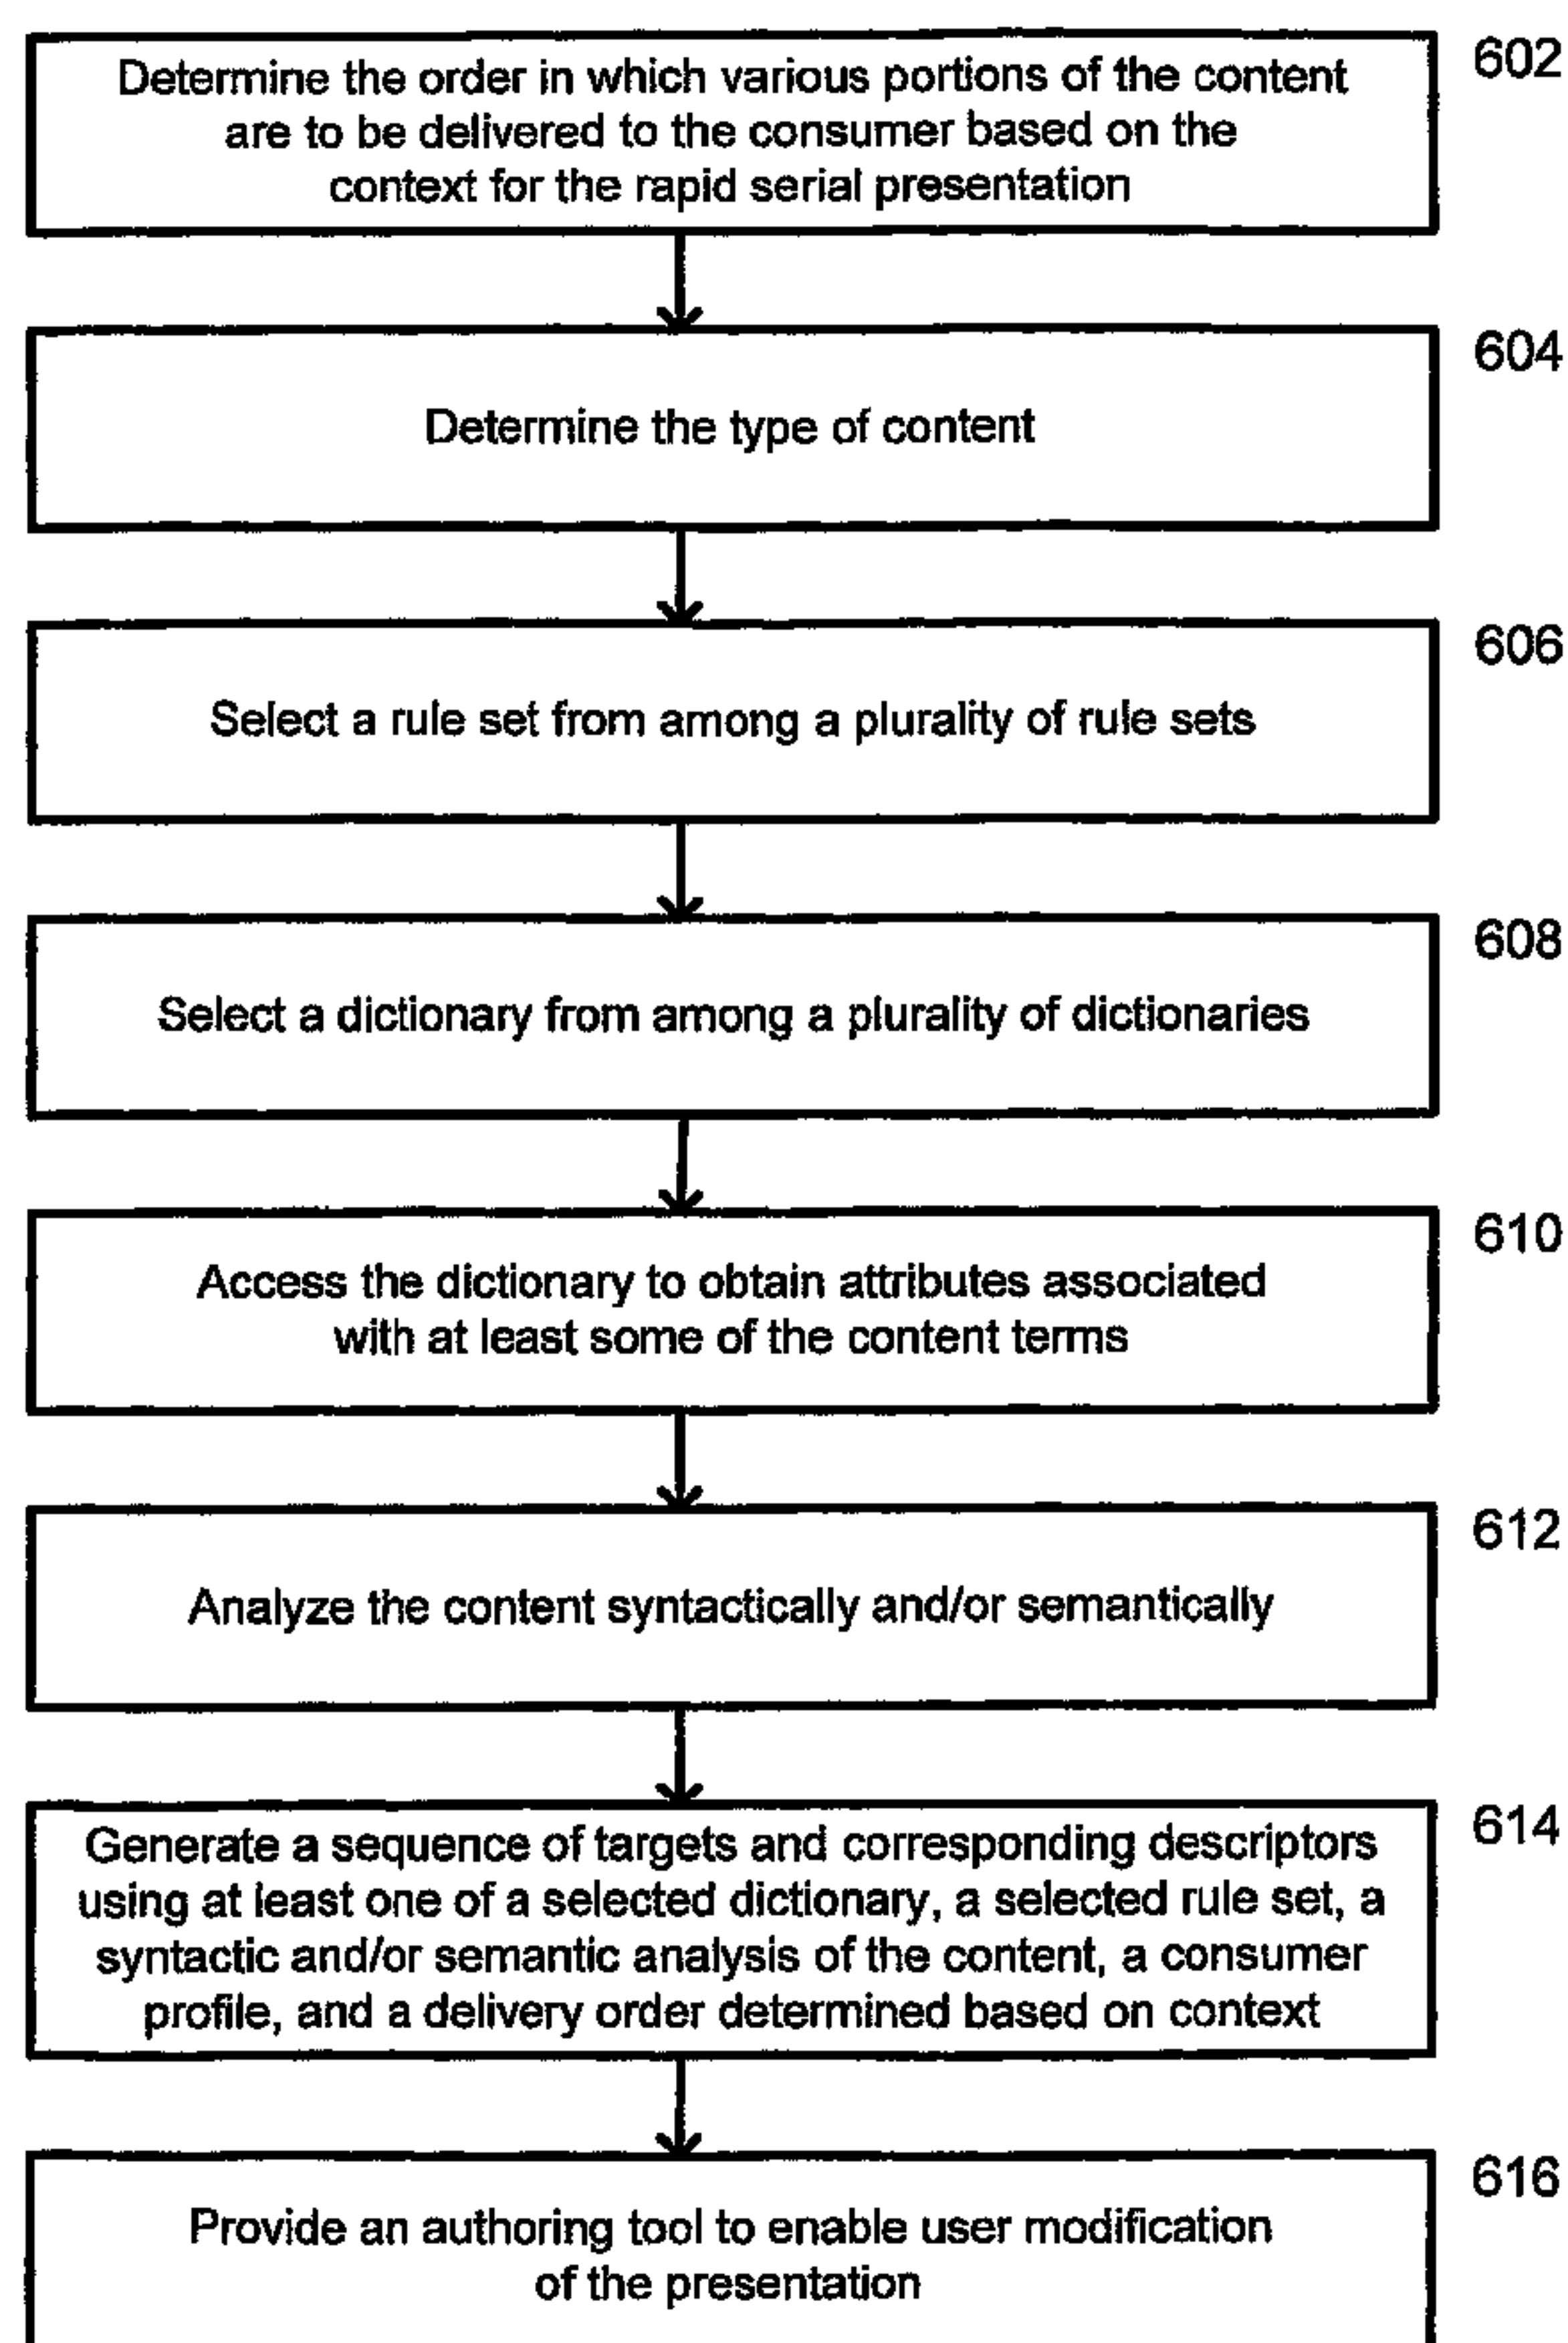 602
Determine the order in which various portions of the content
are to be delivered to the consumer based on the
context for the rapid serial presentation
604
Determine the type of content
606
Select a rule set from among a plurality of rule sets
608
Select a dictionary from among a plurality of dictionaries
610
Access the dictionary to obtain attributes associated
with at least some of the content terms
612
Analyze the content syntactically and/or semantically
614
Generate a sequence of targets and corresponding descriptors
using at least one of a selected dictionary, a selected rule set, a
syntactic and/or semantic analysis of the content, a consumer
profile, and a delivery order determined based on context
616
Provide an authoring tool to enable user modification
of the presentation